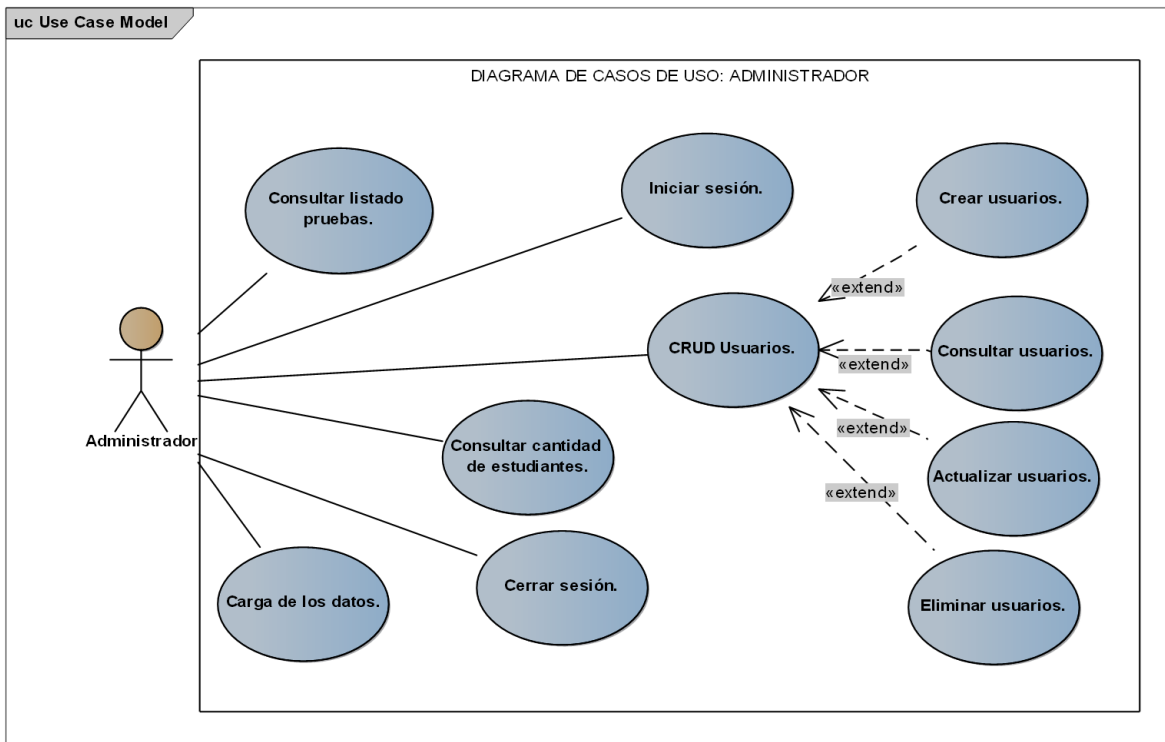 uc Use Case Model
DIAGRAMA DE CASOS DE USO: ADMINISTRADOR
Consultar listado
pruebas.
Iniciar sesión.
Crear usuarios.
«extend»
CRUD Usuarios.
Consultar usuarios.
«extend»
Administrador
Consultar cantidad
de estudiantes.
«extend»
Actualizar usuarios.
«extend»
Carga de los datos.
Cerrar sesión.
Eliminar usuarios.